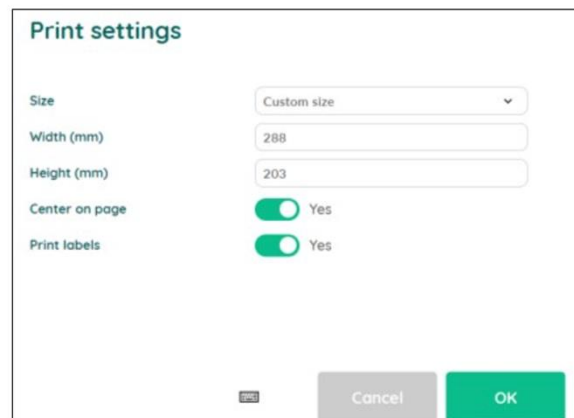 Print settings
Size Custom size
Width (mm) 288
Height (mm) 203
Center on page Yes
Print labels Yes
Cancel OK